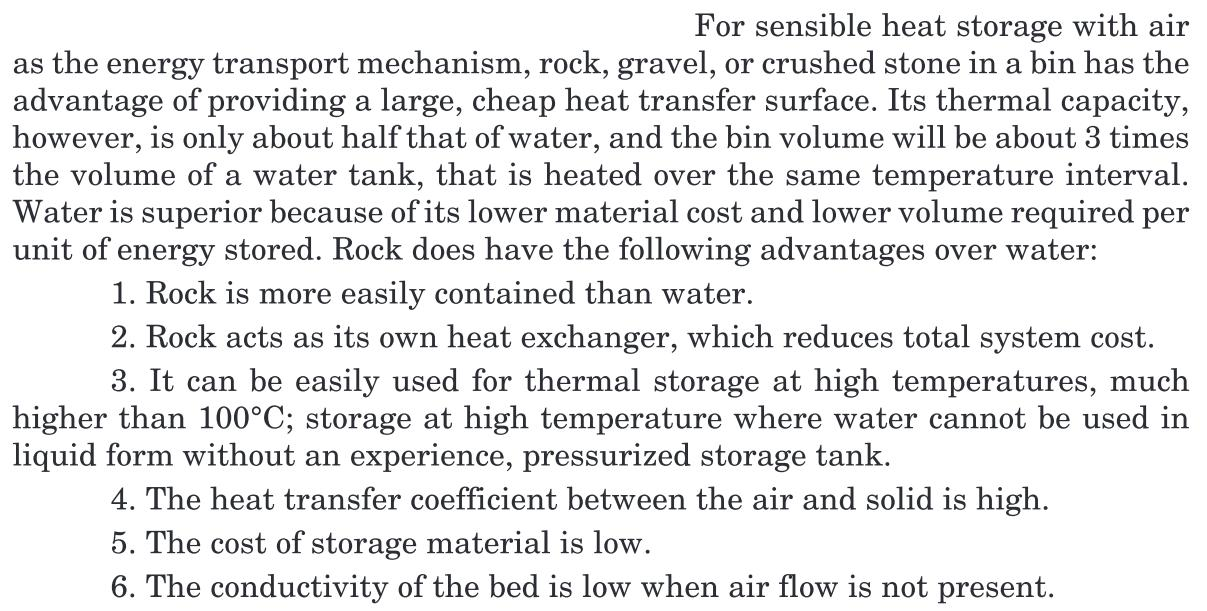 For sensible heat storage with air
as the energy transport mechanism, rock, gravel, or crushed stone in a bin has the
advantage of providing a large, cheap heat transfer surface. Its thermal capacity,
however, is only about half that of water, and the bin volume will be about 3 times
the volume of a water tank, that is heated over the same temperature interval.
Water is superior because of its lower material cost and lower volume required per
unit of energy stored. Rock does have the following advantages over water:
1. Rock is more easily contained than water.
2. Rock acts as its own heat exchanger, which reduces total system cost.
3. It can be easily used for thermal storage at high temperatures, much
higher than 100°C; storage at high temperature where water cannot be used in
liquid form without an experience, pressurized storage tank.
4. The heat transfer coefficient between the air and solid is high.
5. The cost of storage material is low.
6. The conductivity of the bed is low when air flow is not present.